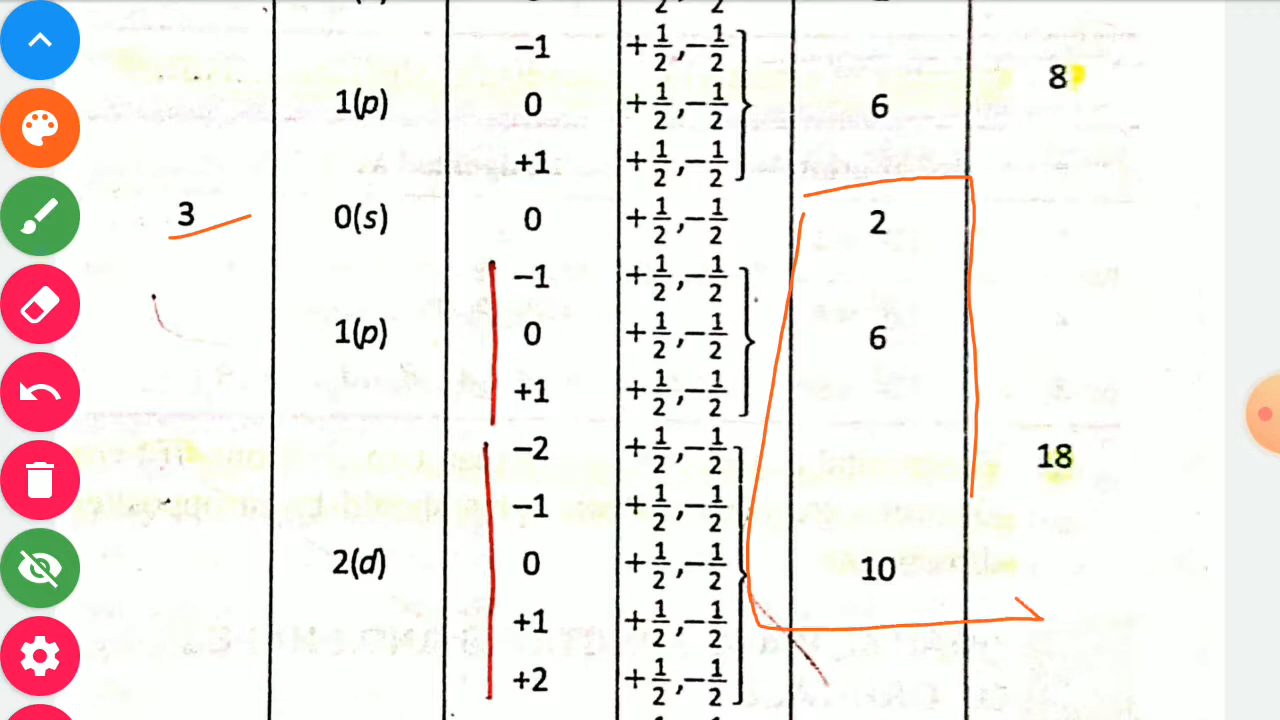 −1 +1/2, −1/2
8
1(p) 0 +1/2, −1/2 6
+1 +1/2, −1/2
3 0(s) 0 +1/2, −1/2 2
−1 +1/2, −1/2
1(p) 0 +1/2, −1/2 6
+1 +1/2, −1/2
−2 +1/2, −1/2 18
−1 +1/2, −1/2
2(d) 0 +1/2, −1/2 10
+1 +1/2, −1/2
+2 +1/2, −1/2